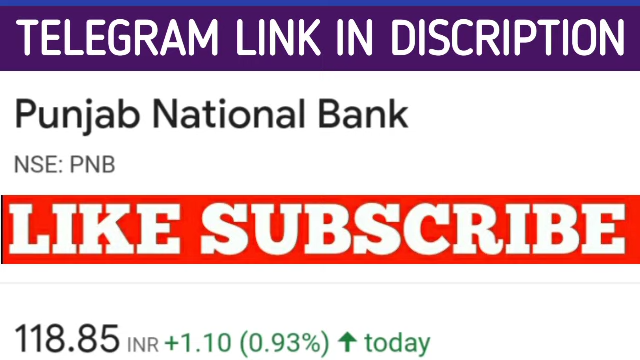 TELEGRAM LINK IN DISCRIPTION
Punjab National Bank
NSE: PNB
LIKE SUBSCRIBE
118.85 INR +1.10 (0.93%) ↑ today